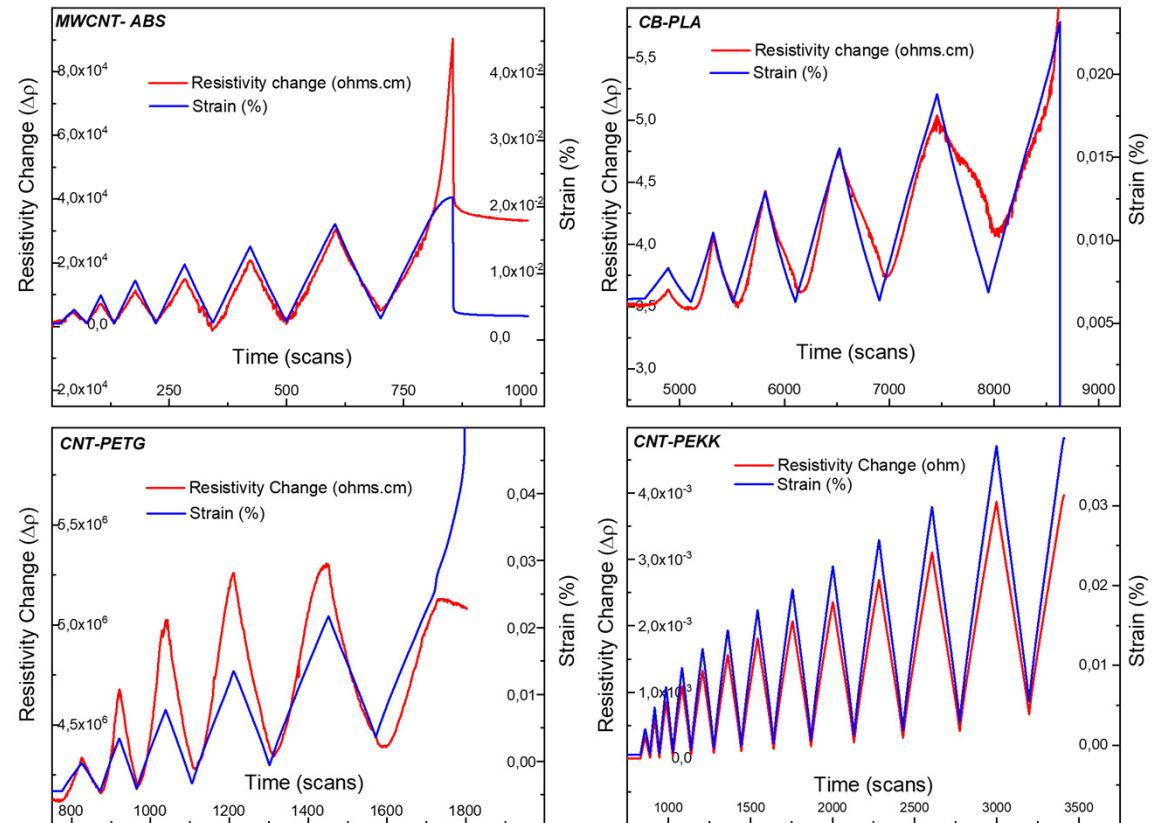 MWCNT- ABS
Resistivity change (ohms.cm)
Strain (%)
Resistivity Change (Δρ)
8,0x10⁴
6,0x10⁴
4,0x10⁴
2,0x10⁴
0,0
2,0x10⁴
4,0x10⁻²
3,0x10⁻²
2,0x10⁻²
1,0x10⁻²
0,0
Strain (%)
Time (scans)
250 500 750 1000
CB-PLA
Resistivity change (ohms.cm)
Strain (%)
Resistivity Change (Δρ)
5,5
5,0
4,5
4,0
3,5
3,0
0,020
0,015
0,010
0,005
Strain (%)
Time (scans)
5000 6000 7000 8000 9000
CNT-PETG
Resistivity Change (ohms.cm)
Strain (%)
Resistivity Change (Δρ)
6,5x10⁶
5,0x10⁶
4,5x10⁶
0,04
0,03
0,02
0,01
0,00
Strain (%)
Time (scans)
800 1000 1200 1400 1600 1800
CNT-PEKK
Resistivity Change (ohm)
Strain (%)
Resistivity Change (Δρ)
4,0x10⁻³
3,0x10⁻³
2,0x10⁻³
1,0x10⁻³
0,0
0,03
0,02
0,01
0,00
Strain (%)
Time (scans)
1000 1500 2000 2500 3000 3500